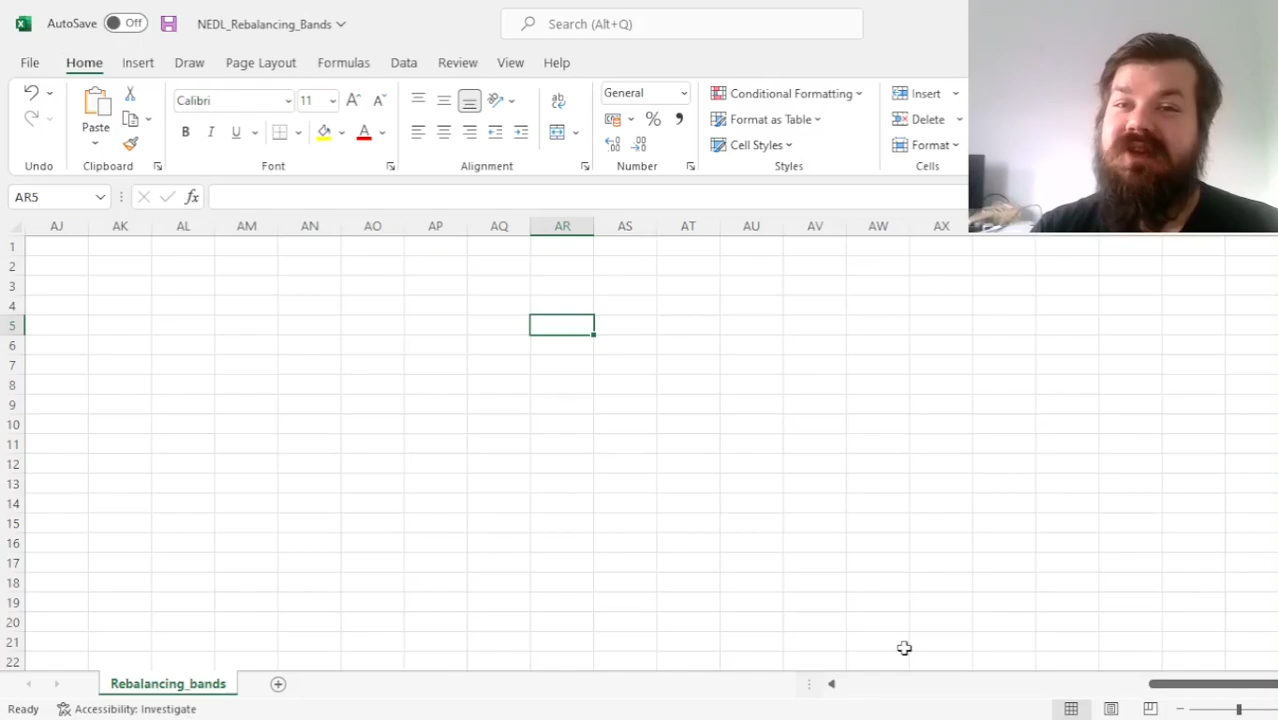 AutoSave Off NEDL_Rebalancing_Bands Search (Alt+Q)
File Home Insert Draw Page Layout Formulas Data Review View Help
Calibri 11 General Conditional Formatting Insert
Paste B I U A Format as Table Delete
Cell Styles Format
Undo Clipboard Font Alignment Number Styles Cells
AR5 fx
AJ AK AL AM AN AO AP AQ AR AS AT AU AV AW AX
1
2
3
4
5
6
7
8
9
10
11
12
13
14
15
16
17
18
19
20
21
22
Rebalancing_bands
Ready Accessibility: Investigate